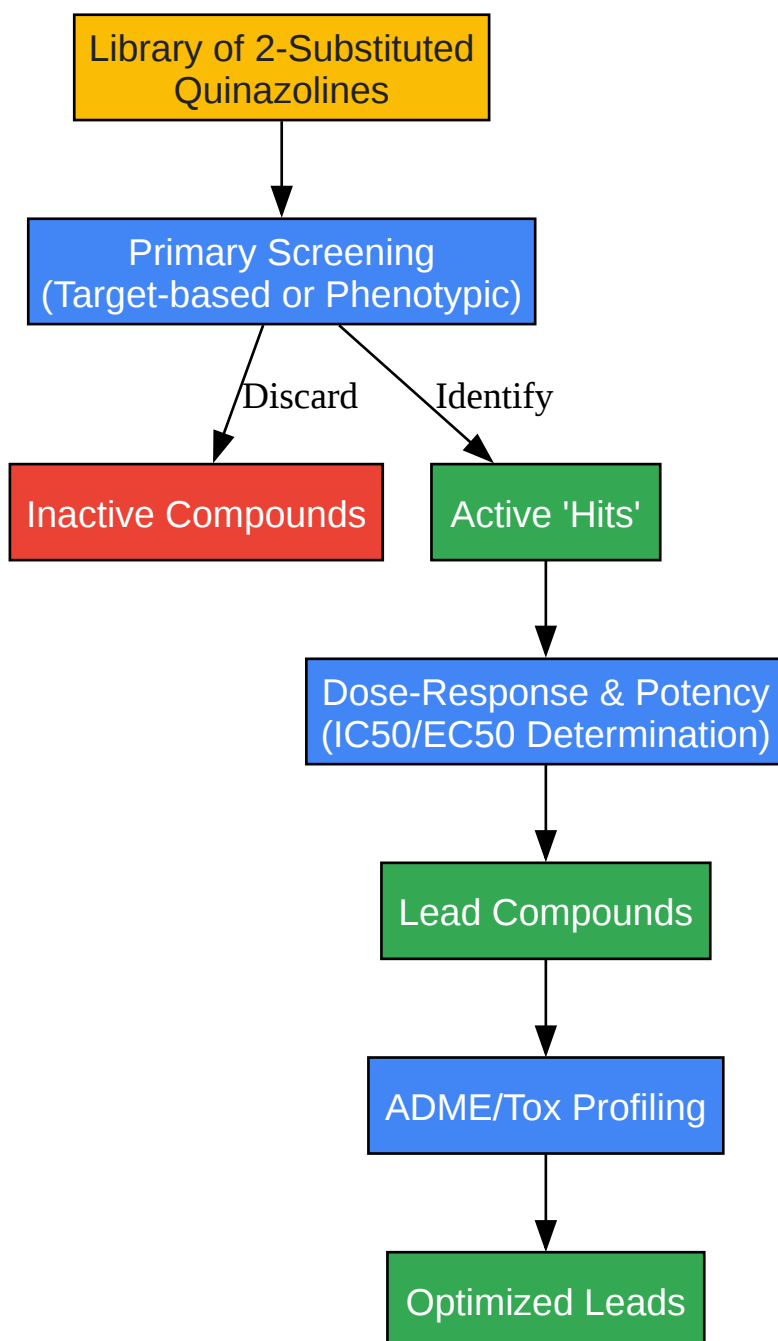 Library of 2-Substituted
Quinazolines
Primary Screening
(Target-based or Phenotypic)
Discard
Identify
Inactive Compounds
Active 'Hits'
Dose-Response & Potency
(IC50/EC50 Determination)
Lead Compounds
ADME/Tox Profiling
Optimized Leads